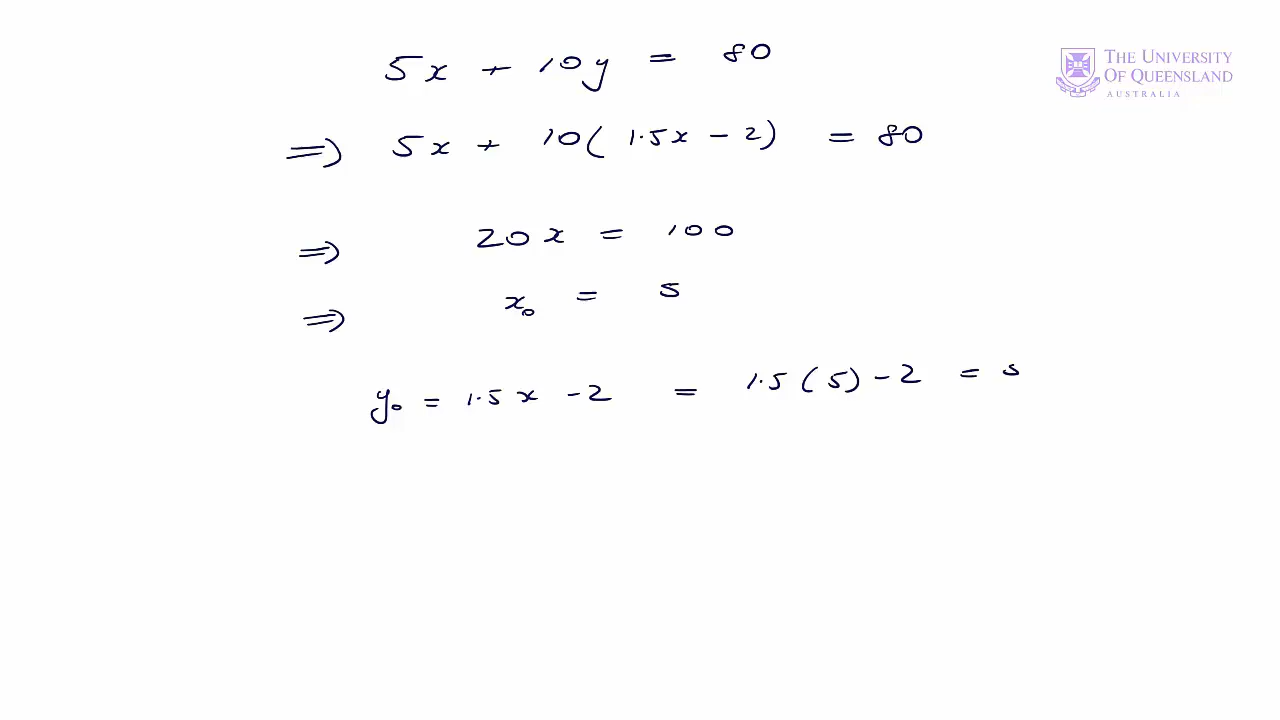 5x + 10y = 80
THE UNIVERSITY
OF QUEENSLAND
AUSTRALIA
⇒ 5x + 10(1.5x - 2) = 80
⇒ 20x = 100
⇒ x₀ = 5
y₀ = 1.5x - 2 = 1.5(5) - 2 = 5